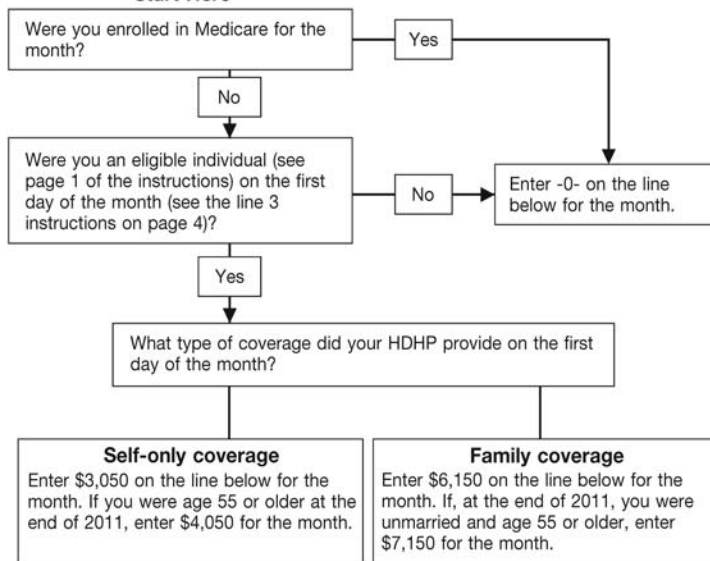 Were you enrolled in Medicare for the
month?
Yes
No
Were you an eligible individual (see
page 1 of the instructions) on the first
day of the month (see the line 3
instructions on page 4)?
No
Enter -0- on the line
below for the month.
Yes
What type of coverage did your HDHP provide on the first
day of the month?
Self-only coverage
Enter $3,050 on the line below for the
month. If you were age 55 or older at the
end of 2011, enter $4,050 for the month.
Family coverage
Enter $6,150 on the line below for the
month. If, at the end of 2011, you were
unmarried and age 55 or older, enter
$7,150 for the month.